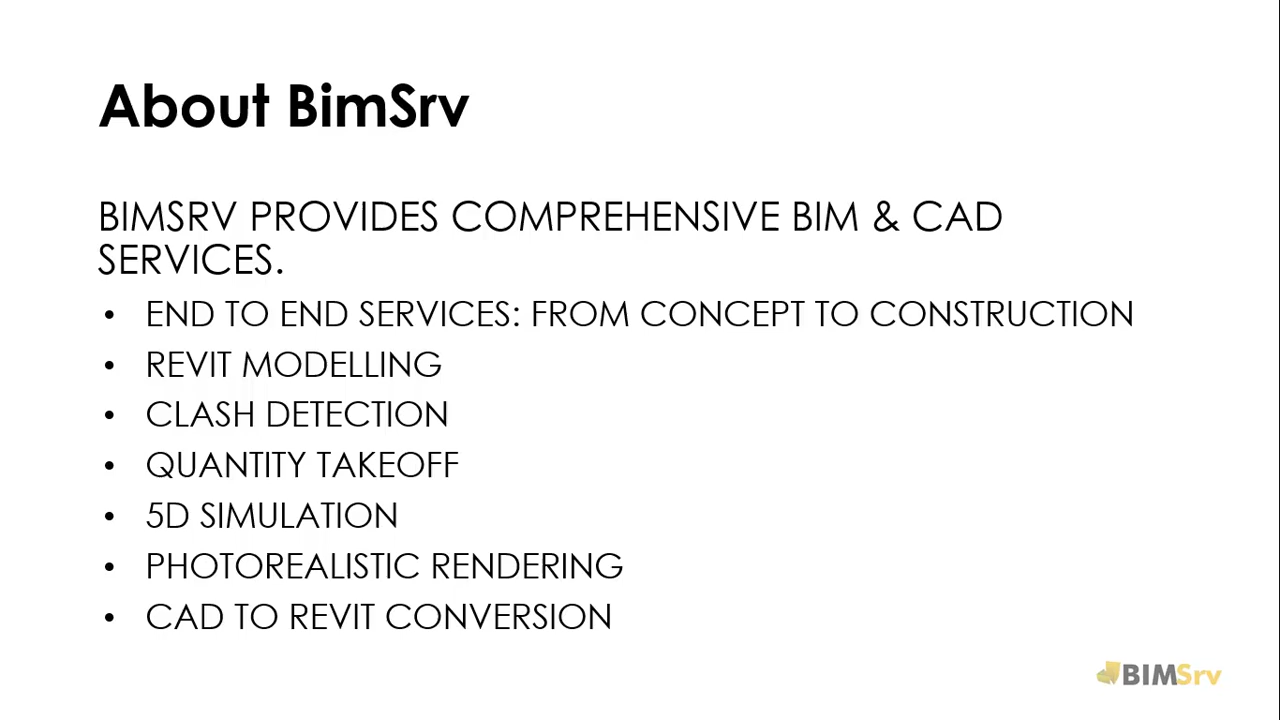 About BimSrv
BIMSRV PROVIDES COMPREHENSIVE BIM & CAD
SERVICES.
• END TO END SERVICES: FROM CONCEPT TO CONSTRUCTION
• REVIT MODELLING
• CLASH DETECTION
• QUANTITY TAKEOFF
• 5D SIMULATION
• PHOTOREALISTIC RENDERING
• CAD TO REVIT CONVERSION
BIMSrv